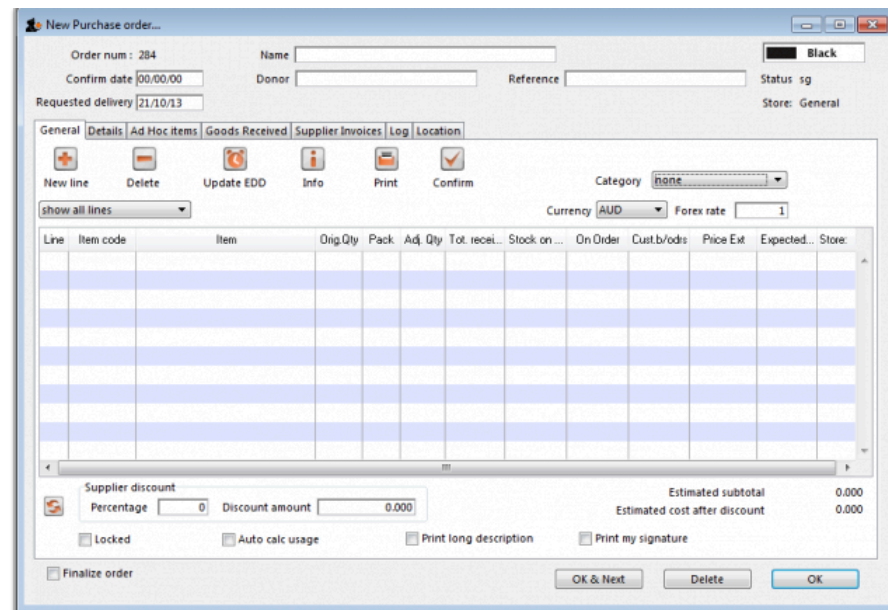 New Purchase order...
Order num : 284 Name Black
Confirm date 00/00/00 Donor Reference Status sg
Requested delivery 21/10/13 Store: General
General Details Ad Hoc items Goods Received Supplier Invoices Log Location
New line Delete Update EDD Info Print Confirm Category none
show all lines Currency AUD Forex rate 1
Line Item code Item Orig.Qty Pack Adj. Qty Tot. recei... Stock on ... On Order Cust.b/odrs Price Ext Expected... Store:
Supplier discount Estimated subtotal 0.000
Percentage 0 Discount amount 0.000 Estimated cost after discount 0.000
Locked Auto calc usage Print long description Print my signature
Finalize order OK & Next Delete OK